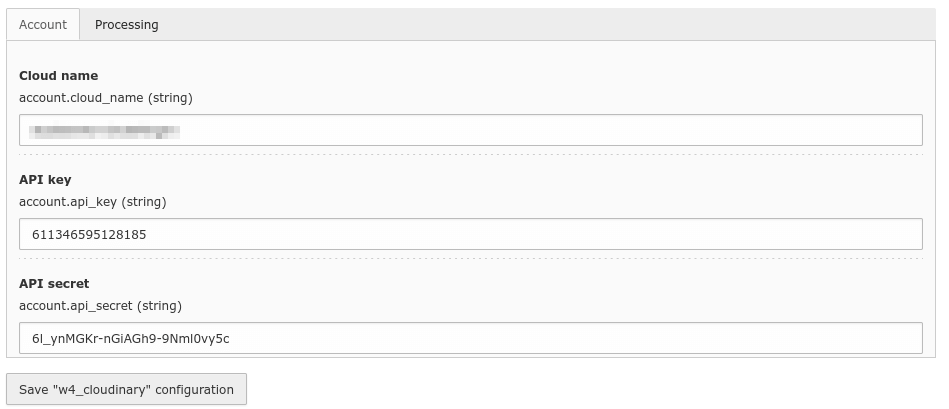 Account Processing
Cloud name
account.cloud_name (string)
API key
account.api_key (string)
611346595128185
API secret
account.api_secret (string)
6l_ynMGKr-nGiAGh9-9Nml0vy5c
Save "w4_cloudinary" configuration